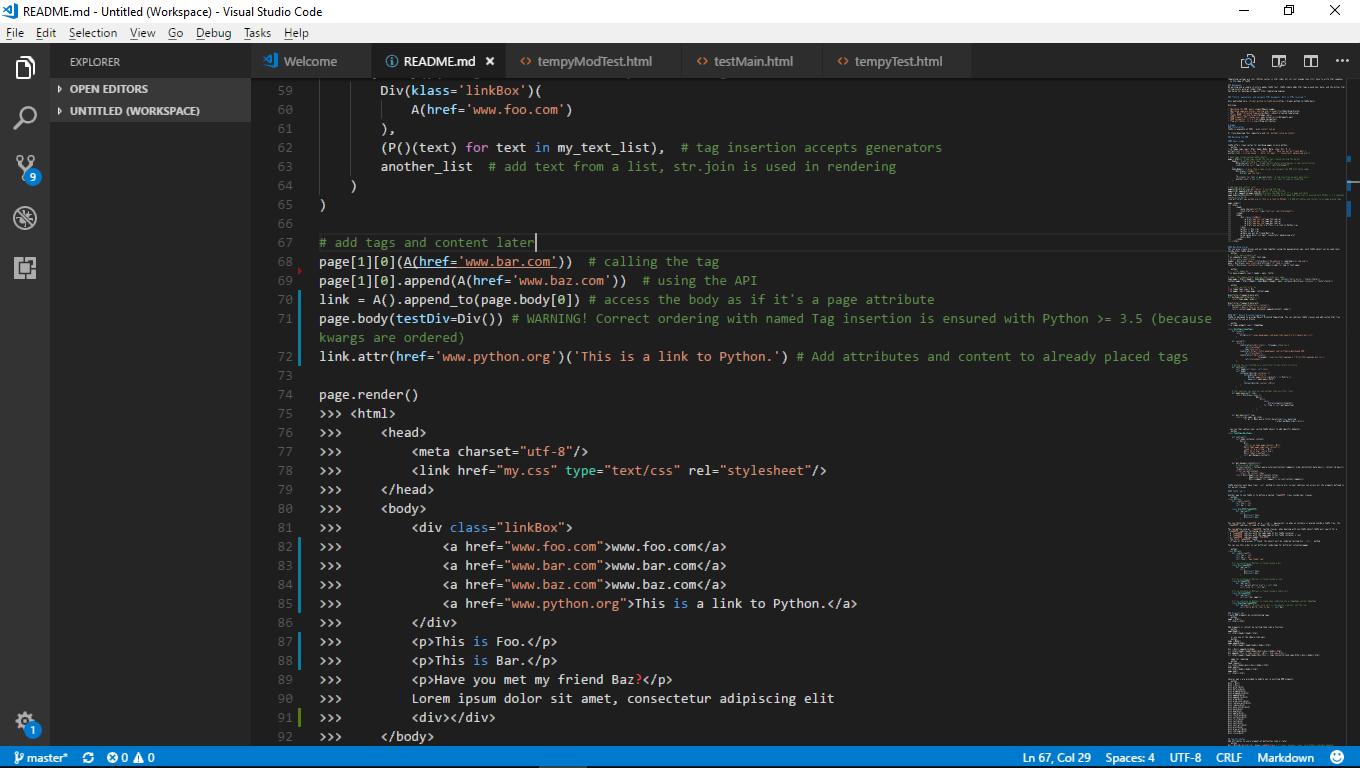 README.md - Untitled (Workspace) - Visual Studio Code
File Edit Selection View Go Debug Tasks Help
EXPLORER
OPEN EDITORS
UNTITLED (WORKSPACE)
9
1
Welcome README.md tempyModTest.html testMain.html tempyTest.html
59 Div(klass='linkBox')(
60 A(href='www.foo.com')
61 ),
62 (P()(text) for text in my_text_list),  # tag insertion accepts generators
63 another_list  # add text from a list, str.join is used in rendering
64 )
65 )
66
67 # add tags and content later
68 page[1][0](A(href='www.bar.com'))  # calling the tag
69 page[1][0].append(A(href='www.baz.com'))  # using the API
70 link = A().append_to(page.body[0]) # access the body as if it's a page attribute
71 page.body(testDiv=Div()) # WARNING! Correct ordering with named Tag insertion is ensured with Python >= 3.5 (because
kwargs are ordered)
72 link.attr(href='www.python.org')('This is a link to Python.') # Add attributes and content to already placed tags
73
74 page.render()
75 >>> <html>
76 >>>     <head>
77 >>>         <meta charset="utf-8"/>
78 >>>         <link href="my.css" type="text/css" rel="stylesheet"/>
79 >>>     </head>
80 >>>     <body>
81 >>>         <div class="linkBox">
82 >>>             <a href="www.foo.com">www.foo.com</a>
83 >>>             <a href="www.bar.com">www.bar.com</a>
84 >>>             <a href="www.baz.com">www.baz.com</a>
85 >>>             <a href="www.python.org">This is a link to Python.</a>
86 >>>         </div>
87 >>>         <p>This is Foo.</p>
88 >>>         <p>This is Bar.</p>
89 >>>         <p>Have you met my friend Baz?</p>
90 >>>         Lorem ipsum dolor sit amet, consectetur adipiscing elit
91 >>>         <div></div>
92 >>>     </body>
master* 0 0 Ln 67, Col 29 Spaces: 4 UTF-8 CRLF Markdown